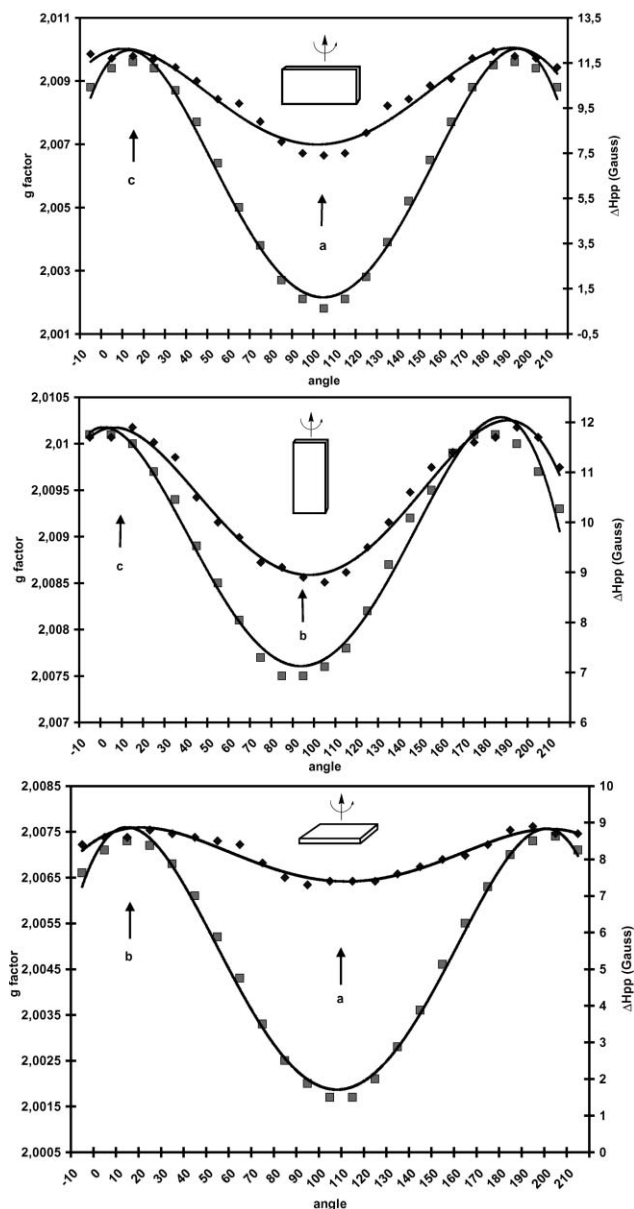 2,011
2,009
2,007
2,005
2,003
2,001
g factor
13,5
11,5
9,5
7,5
5,5
3,5
1,5
-0,5
ΔHpp (Gauss)
c
a
-10 0 10 20 30 40 50 60 70 80 90 100 110 120 130 140 150 160 170 180 190 200 210
angle
2,0105
2,01
2,0095
2,009
2,0085
2,008
2,0075
2,007
g factor
12
11
10
9
8
7
6
ΔHpp (Gauss)
c
b
-10 0 10 20 30 40 50 60 70 80 90 100 110 120 130 140 150 160 170 180 190 200 210
angle
2,0085
2,0075
2,0065
2,0055
2,0045
2,0035
2,0025
2,0015
2,0005
g factor
10
9
8
7
6
5
4
3
2
1
0
ΔHpp (Gauss)
b
a
-10 0 10 20 30 40 50 60 70 80 90 100 110 120 130 140 150 160 170 180 190 200 210
angle